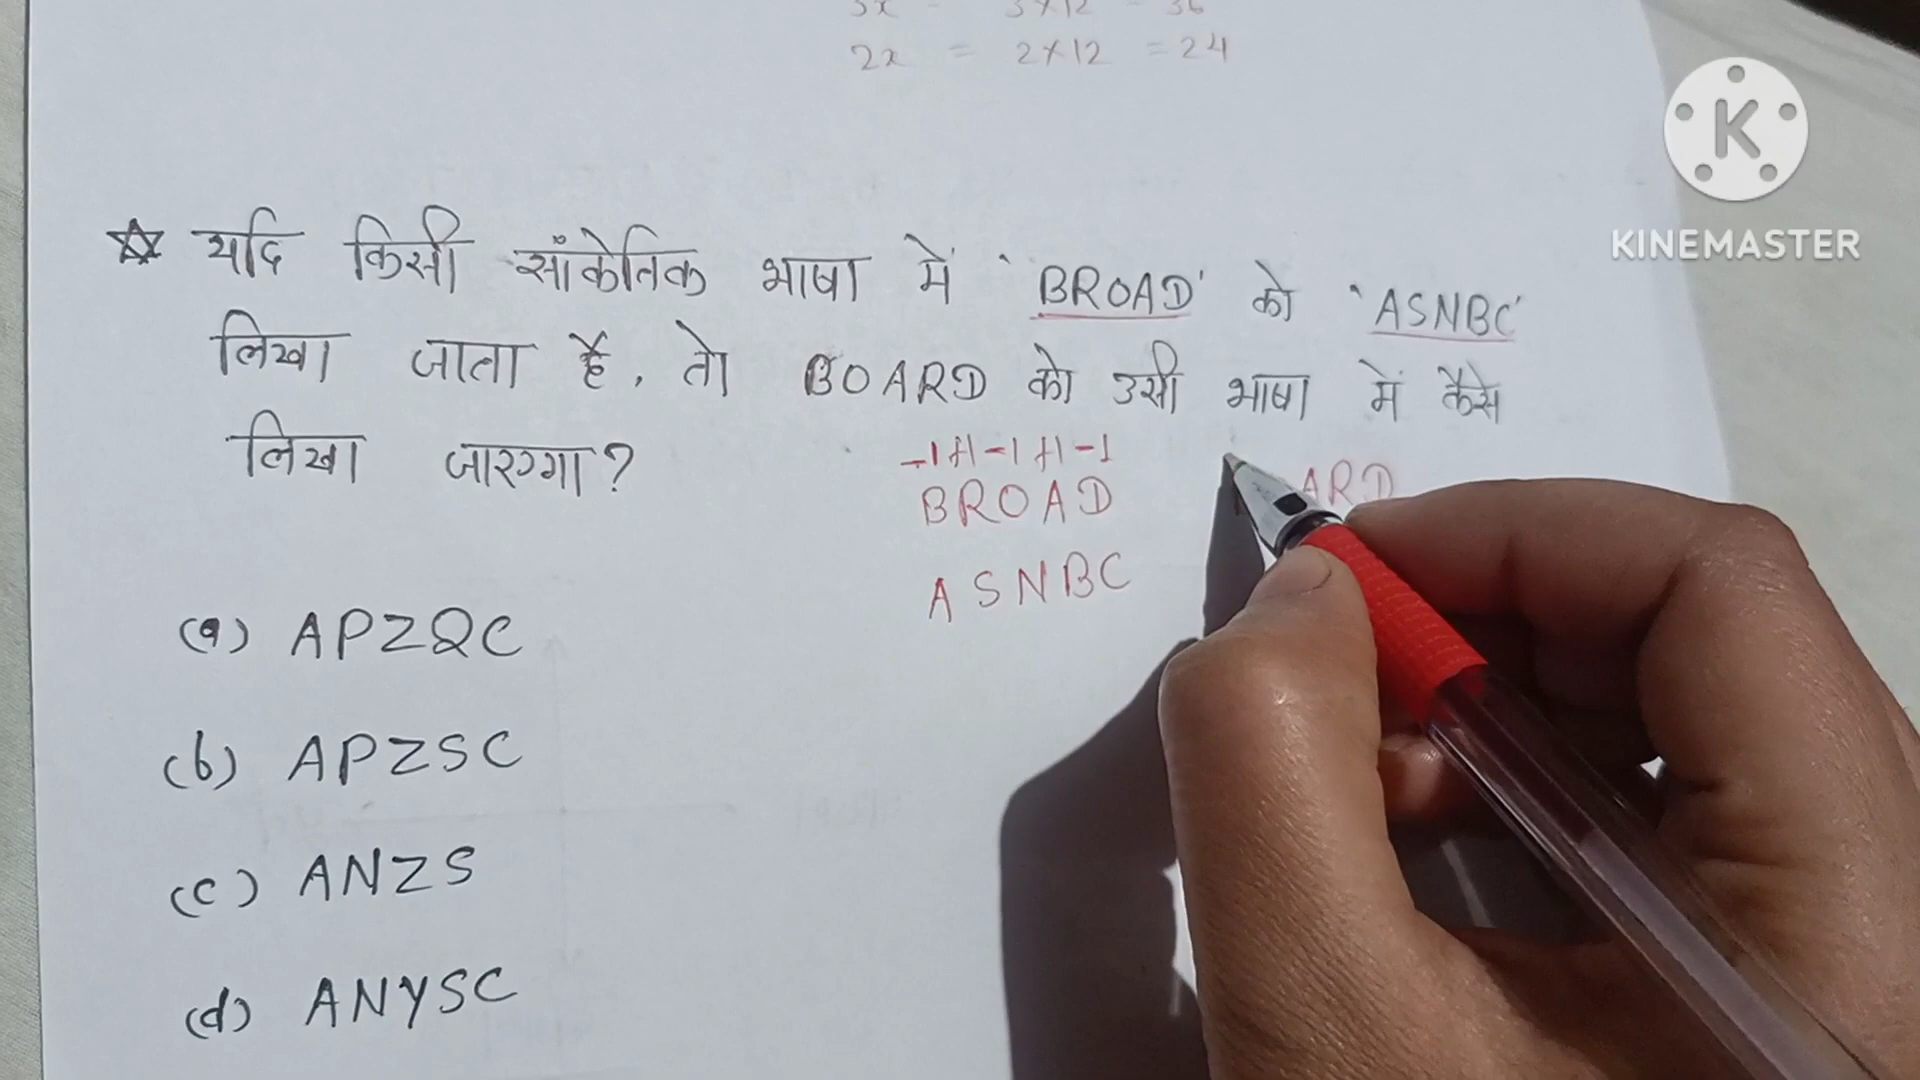 2x = 2×12 = 24
K
KINEMASTER
☆ यदि किसी सांकेतिक भाषा में 'BROAD' को 'ASNBC'
लिखा जाता है, तो BOARD को उसी भाषा में कैसे
लिखा जाएगा?
-1+1-1+1-1
BROAD ARD
ASNBC
(a) APZQC
(b) APZSC
(c) ANZS
(d) ANYSC